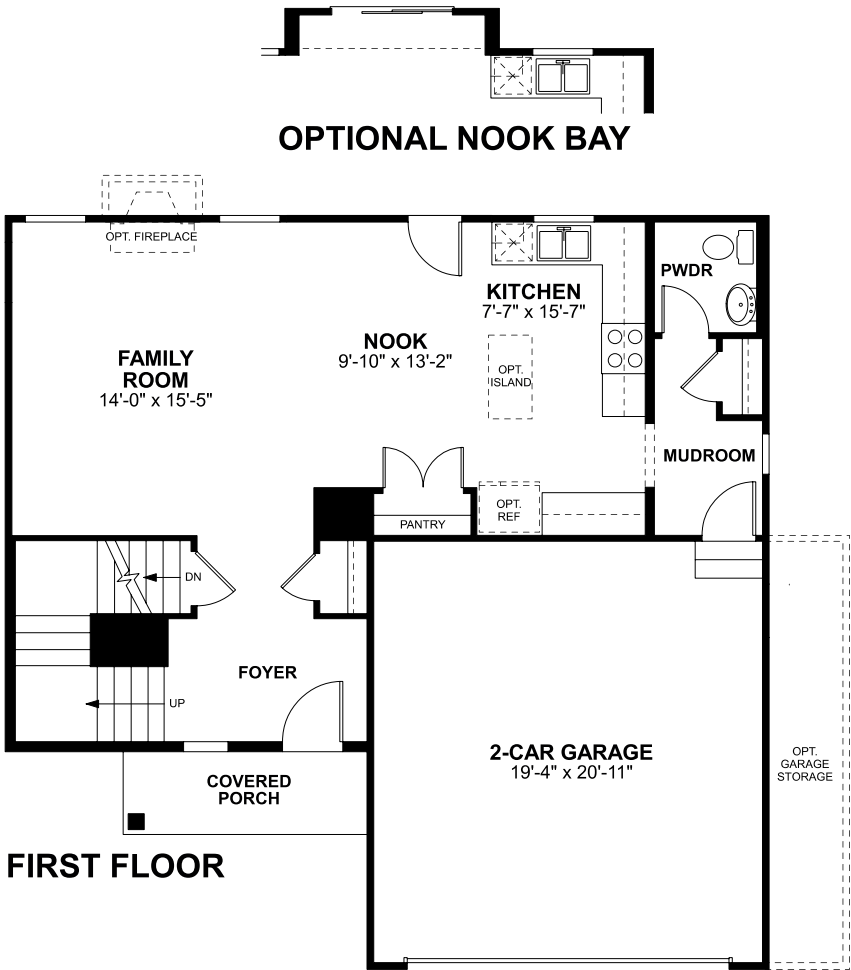 OPTIONAL NOOK BAY
OPT. FIREPLACE
PWDR
KITCHEN
7'-7" x 15'-7"
NOOK
9'-10" x 13'-2"
FAMILY
ROOM
14'-0" x 15'-5"
OPT.
ISLAND
MUDROOM
PANTRY
OPT.
REF
DN
FOYER
UP
2-CAR GARAGE
19'-4" x 20'-11"
OPT.
GARAGE
STORAGE
COVERED
PORCH
FIRST FLOOR